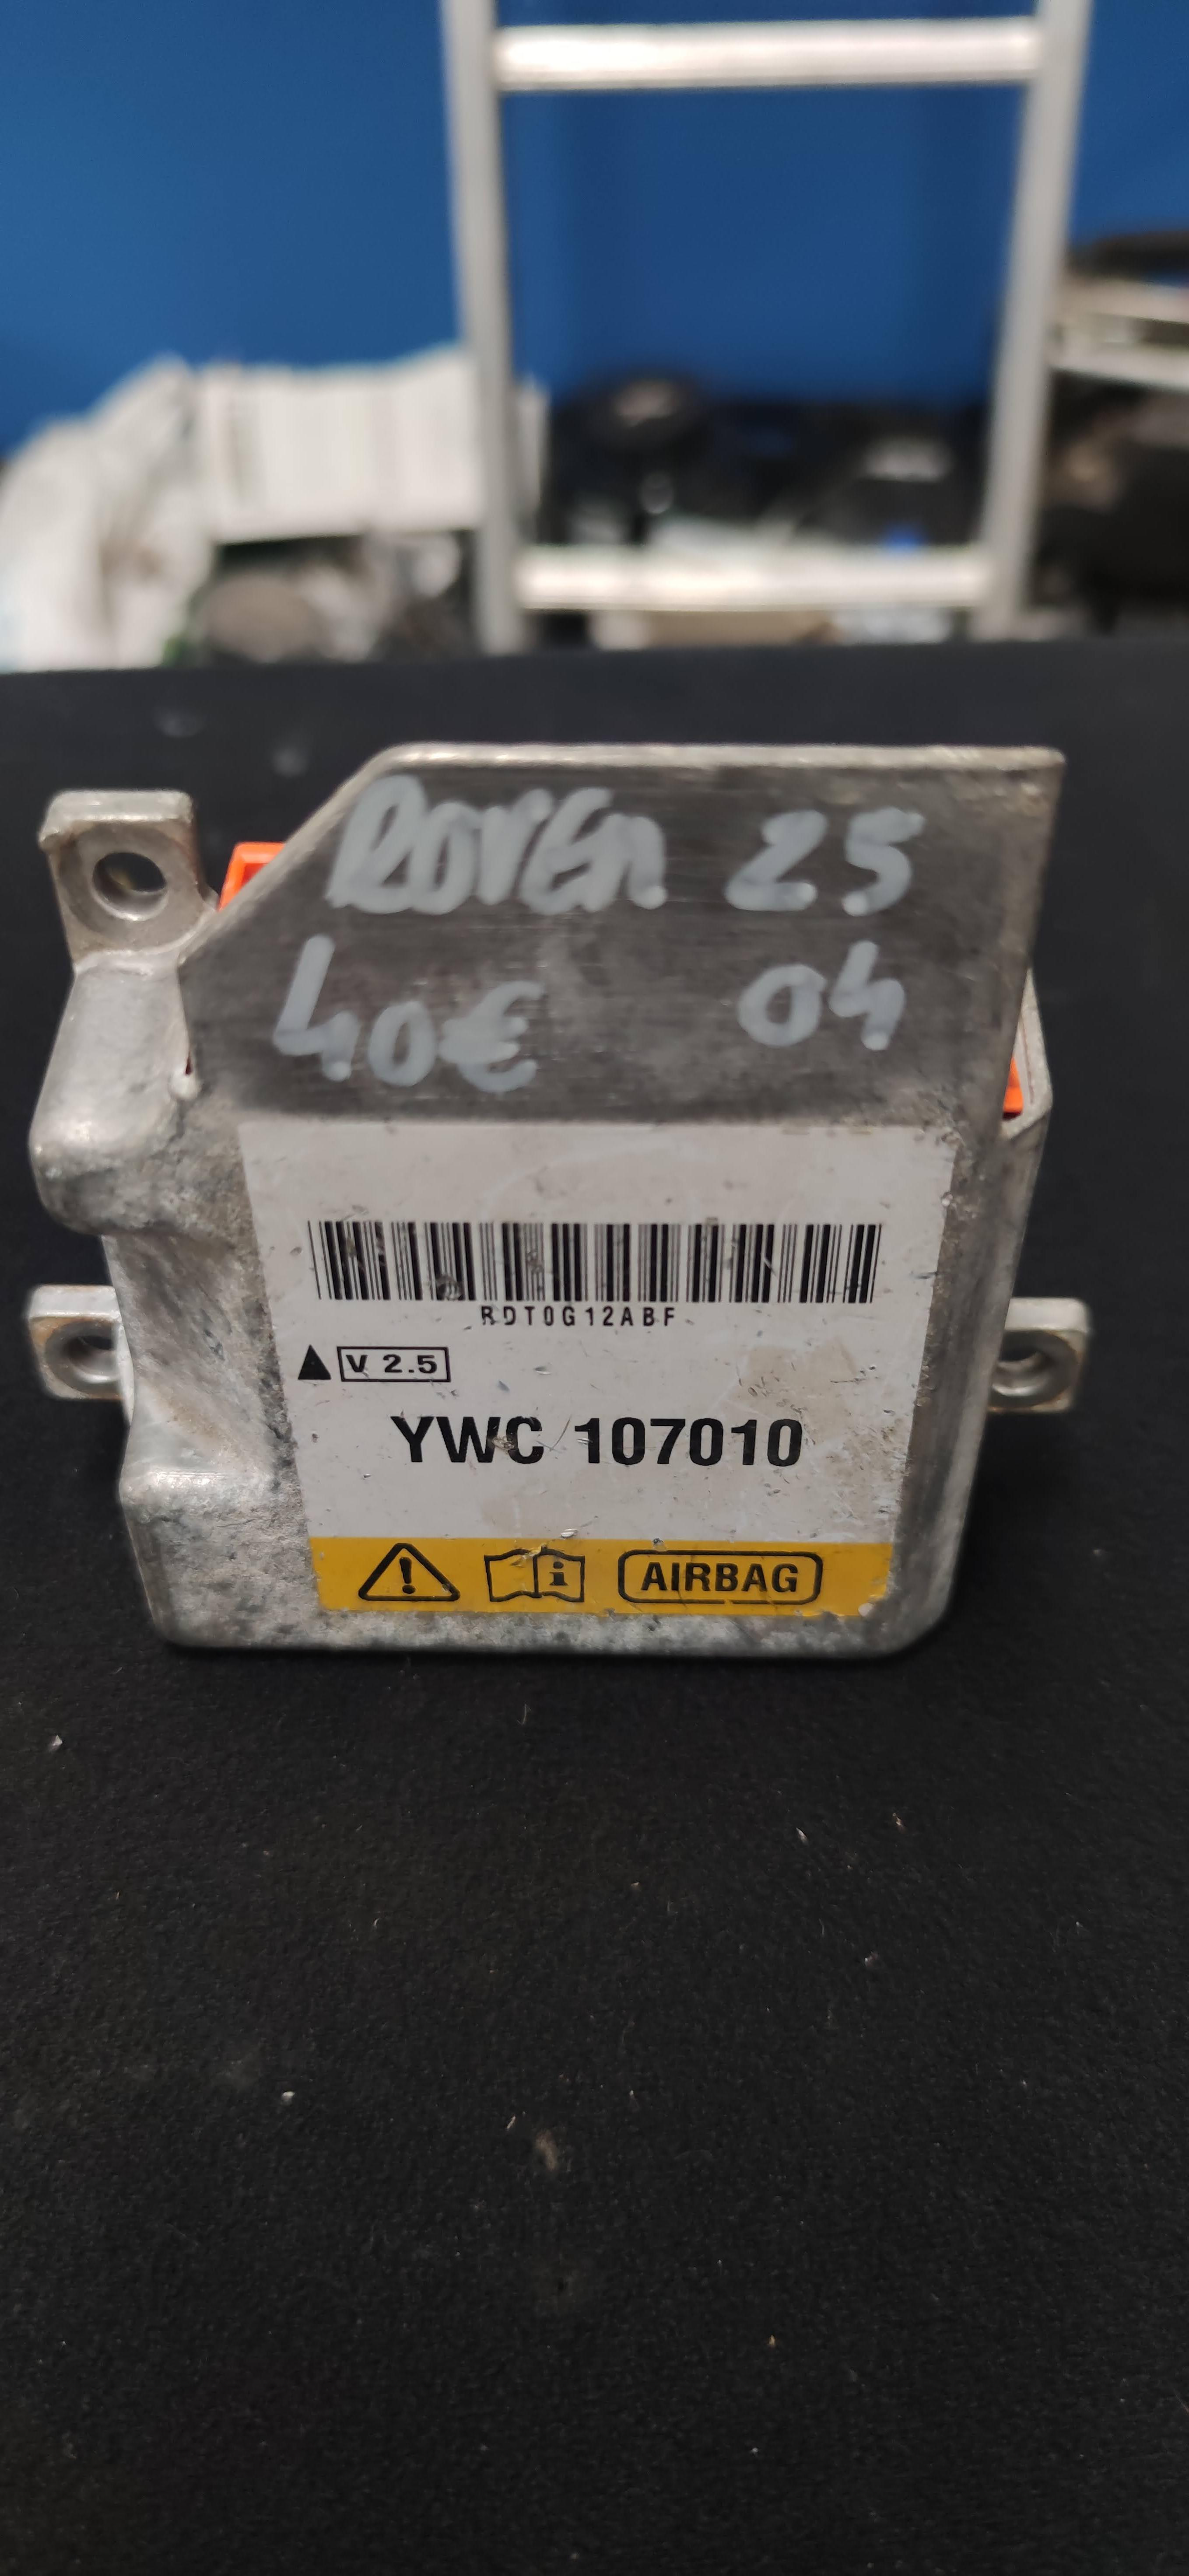 ROVER 25
40€ 04
RDT0G12ABF
V 2.5
YWC 107010
AIRBAG